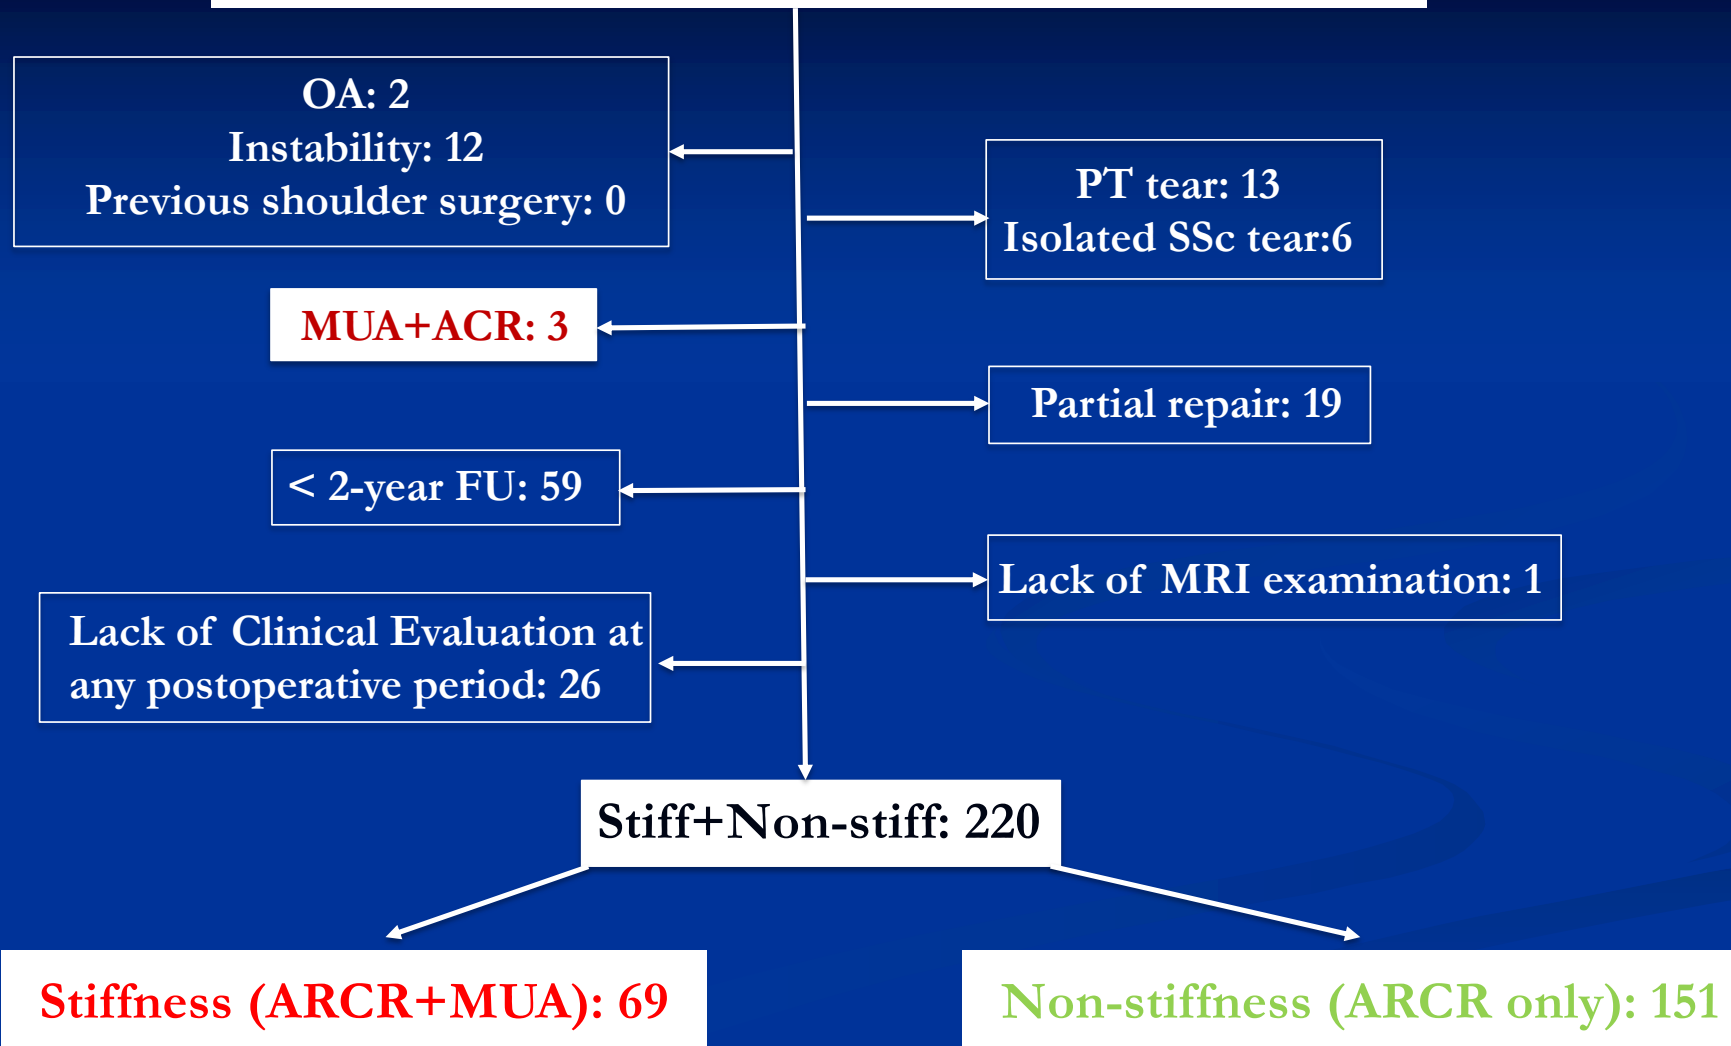 OA: 2
Instability: 12
Previous shoulder surgery: 0
PT tear: 13
Isolated SSc tear:6
MUA+ACR: 3
Partial repair: 19
< 2-year FU: 59
Lack of MRI examination: 1
Lack of Clinical Evaluation at
any postoperative period: 26
Stiff+Non-stiff: 220
Stiffness (ARCR+MUA): 69
Non-stiffness (ARCR only): 151